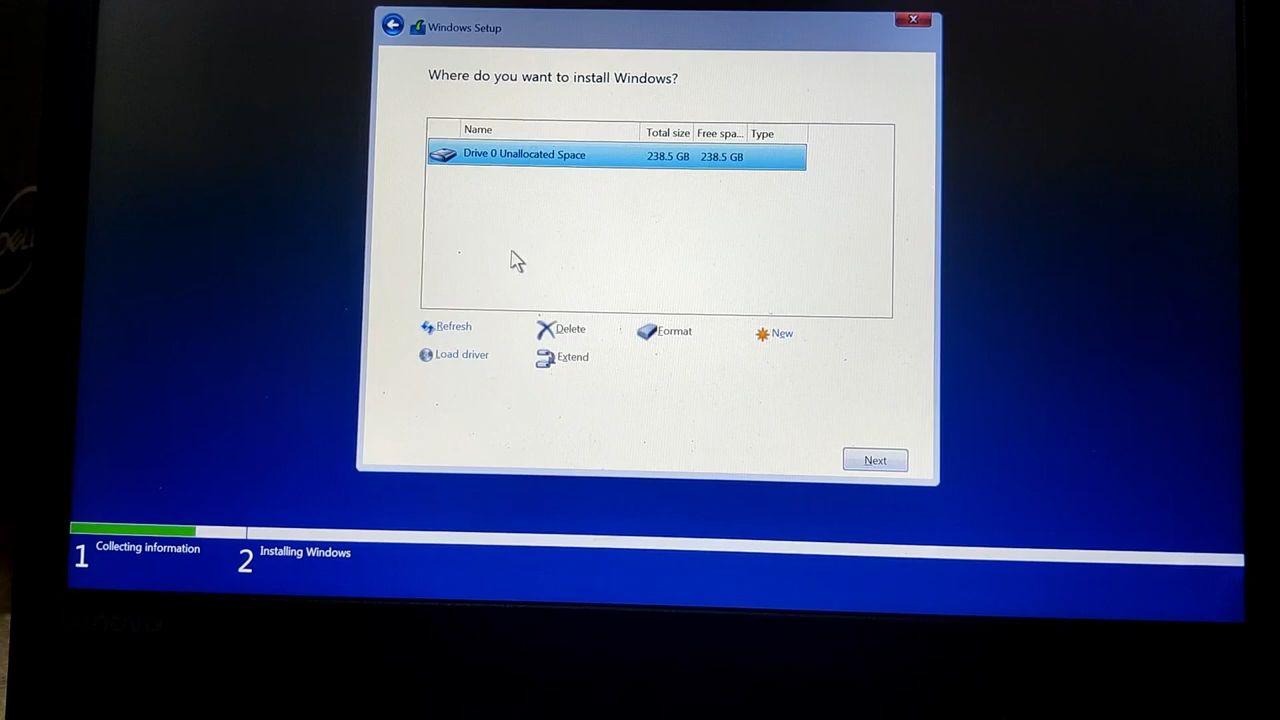 Windows Setup
Where do you want to install Windows?
Name Total size Free spa... Type
Drive 0 Unallocated Space 238.5 GB 238.5 GB
Refresh Delete Format New
Load driver Extend
Next
1 Collecting information 2 Installing Windows